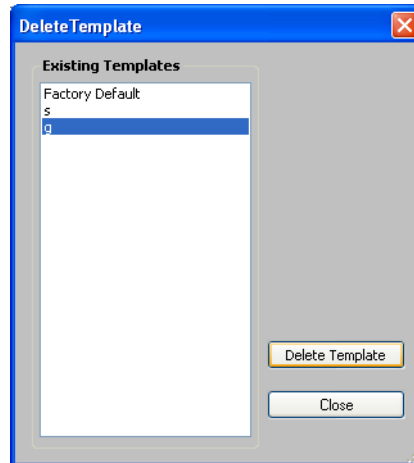 DeleteTemplate
Existing Templates
Factory Default
s
g
Delete Template
Close